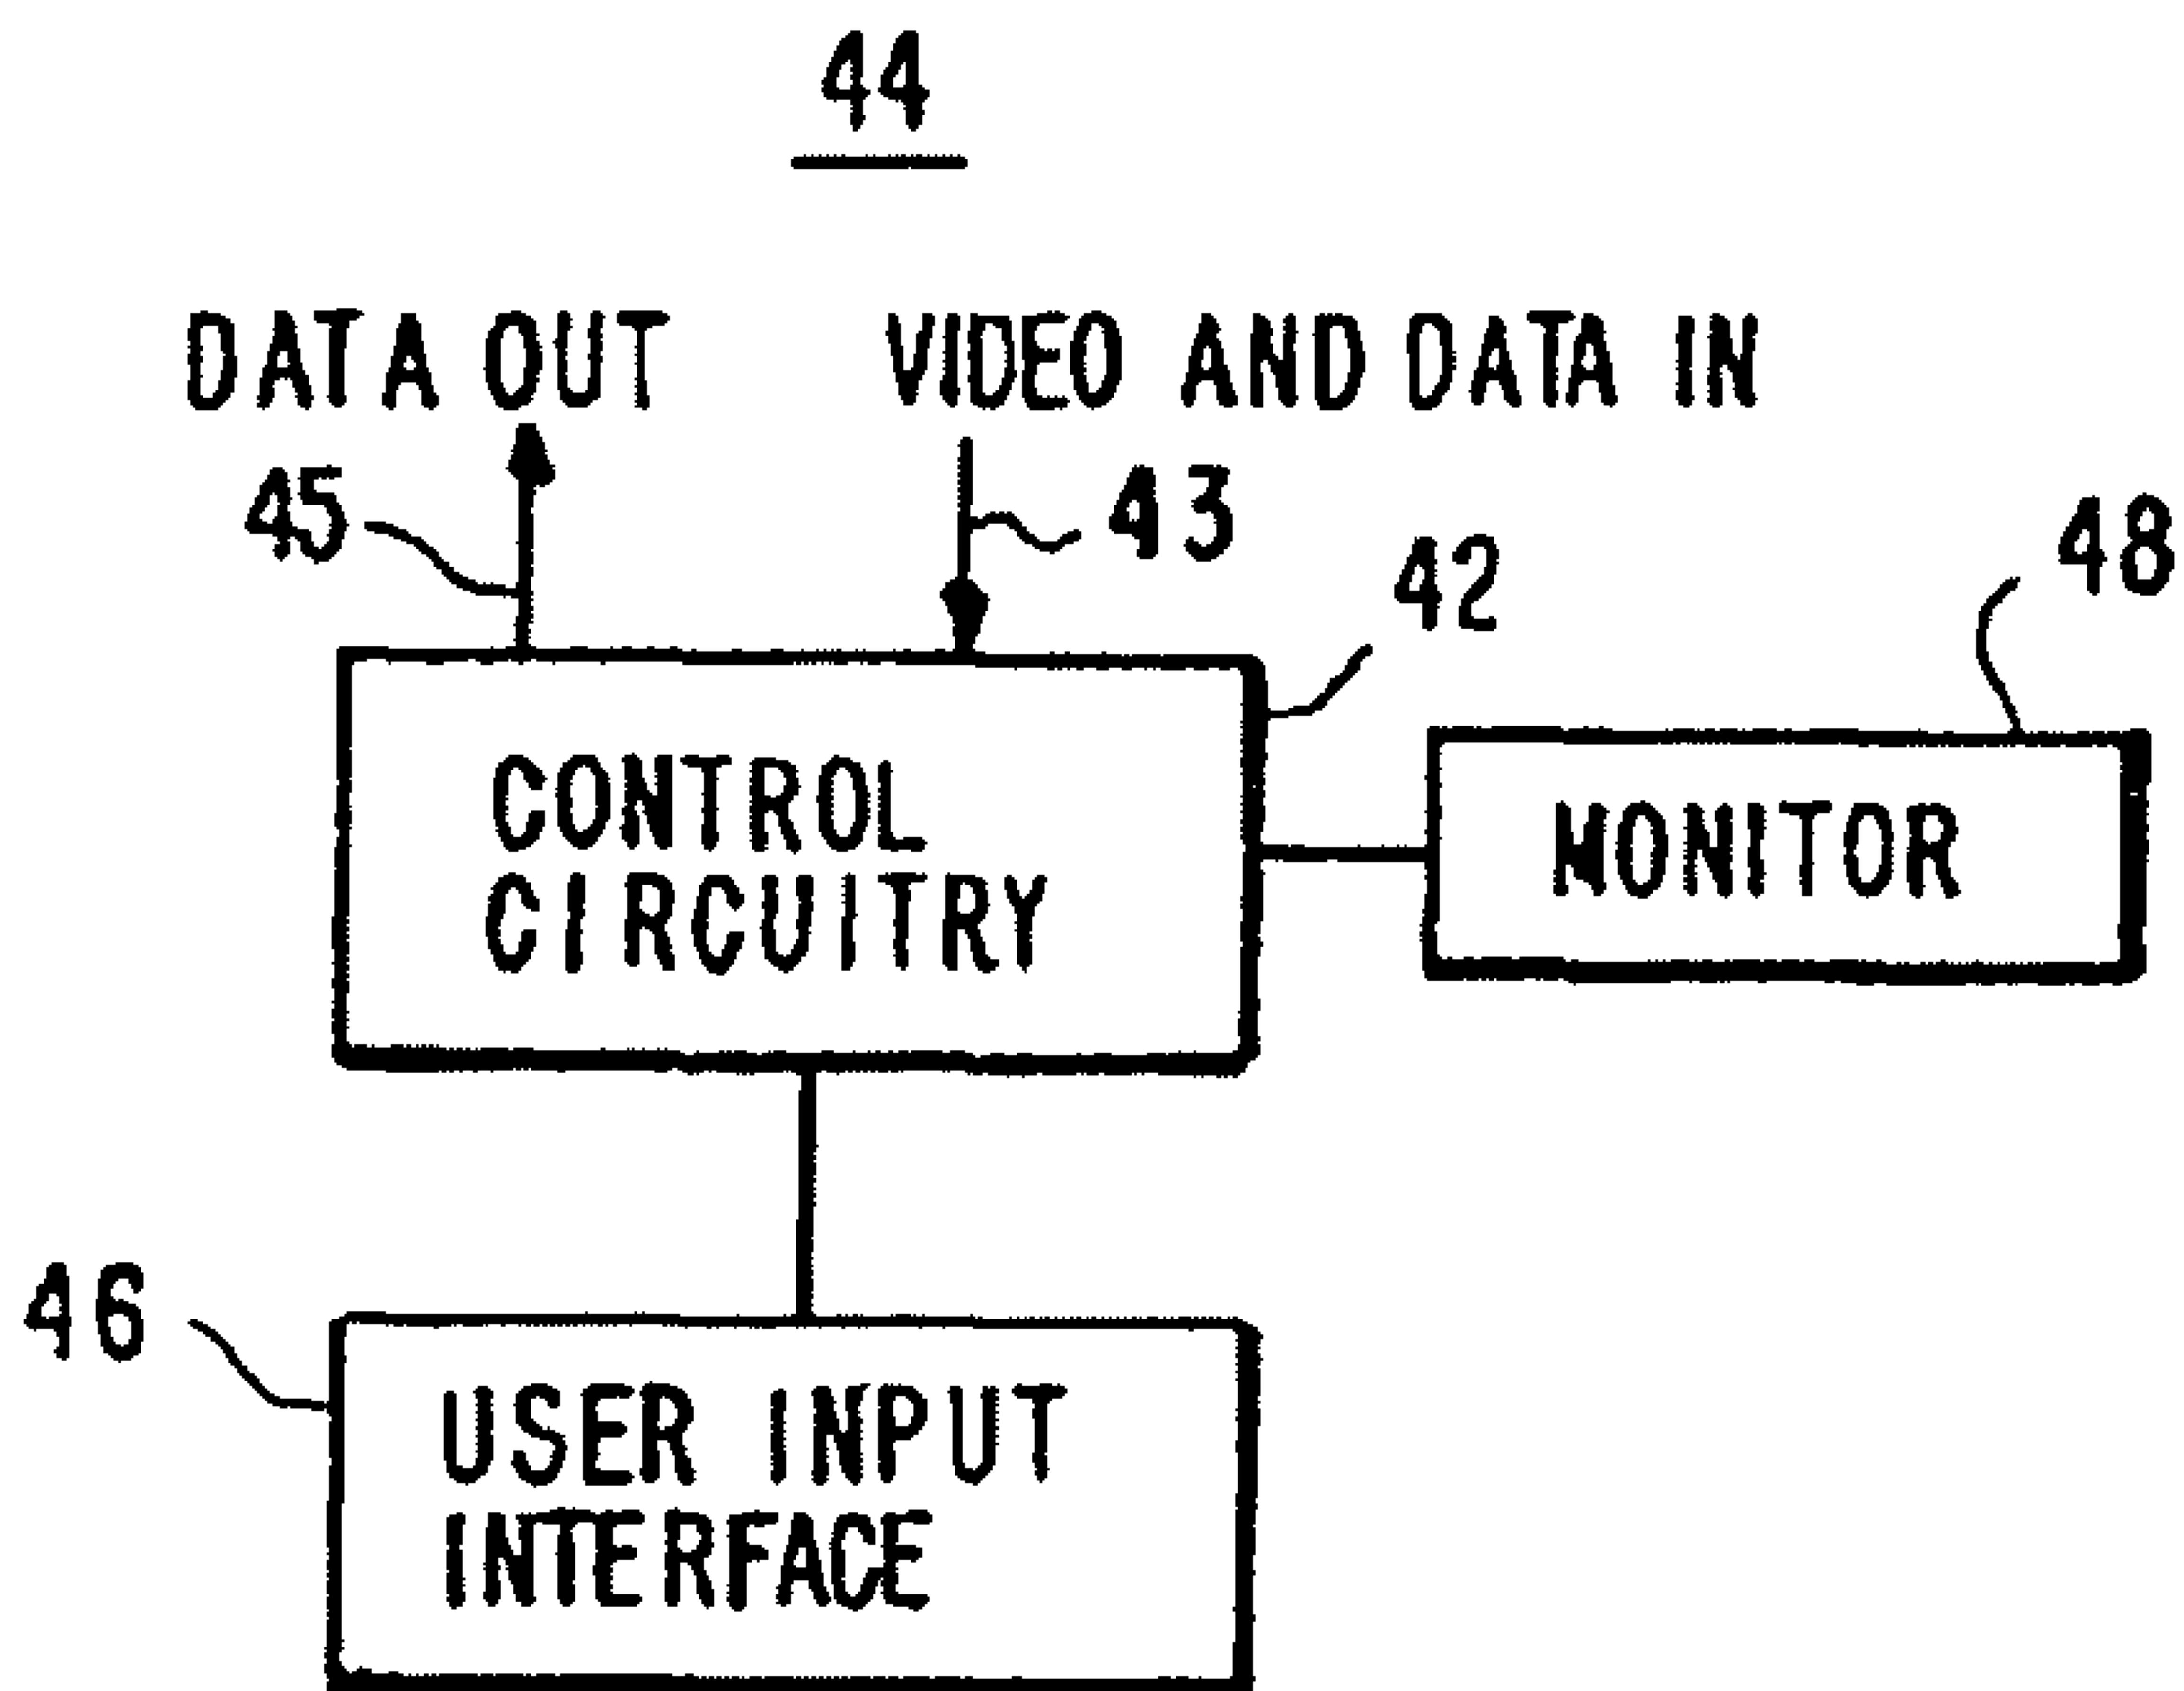 44
DATA OUT
VIDEO AND DATA IN
45
43
42
48
CONTROL
CIRCUITRY
MONITOR
46
USER INPUT
INTERFACE